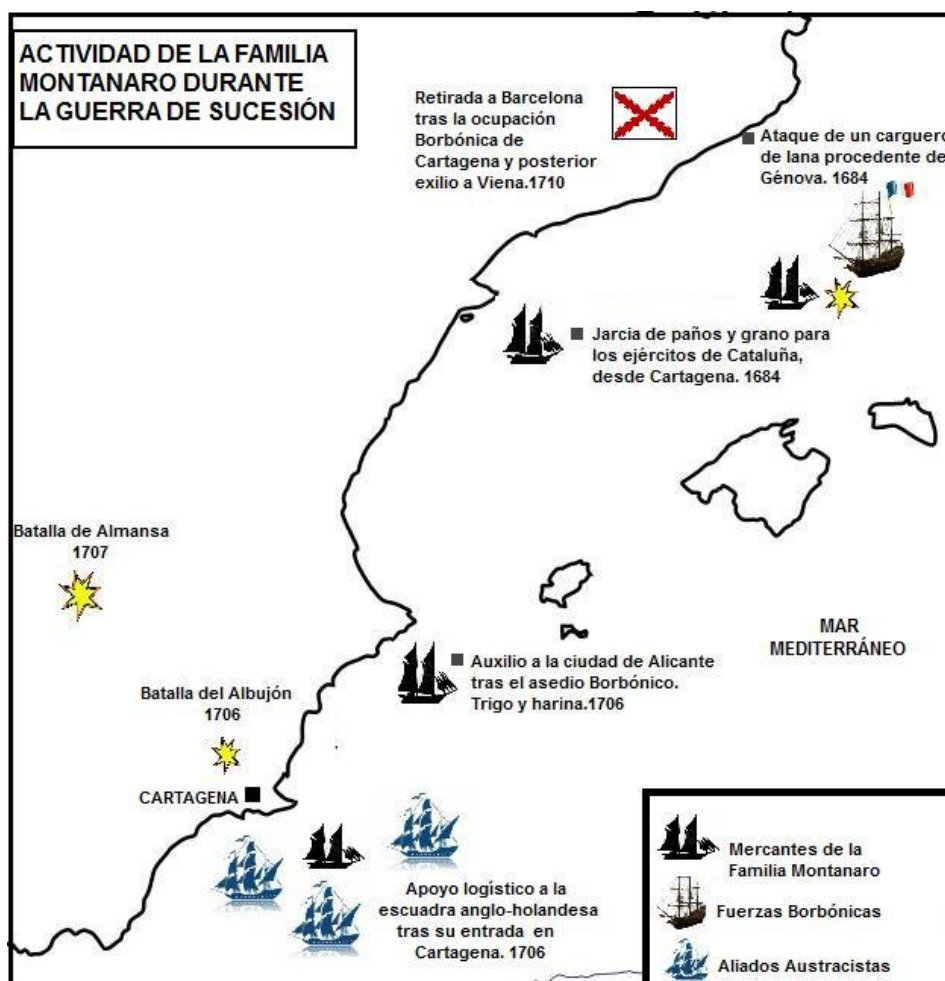 ACTIVIDAD DE LA FAMILIA
MONTANARO DURANTE
LA GUERRA DE SUCESIÓN
Retirada a Barcelona
tras la ocupación
Borbónica de
Cartagena y posterior
exilio a Viena.1710
Ataque de un carguero
de lana procedente de
Génova. 1684
Jarcia de paños y grano para
los ejércitos de Cataluña,
desde Cartagena. 1684
Batalla de Almansa
1707
MAR
MEDITERRÁNEO
Auxilio a la ciudad de Alicante
tras el asedio Borbónico.
Trigo y harina.1706
Batalla del Albujón
1706
CARTAGENA
Apoyo logístico a la
escuadra anglo-holandesa
tras su entrada en
Cartagena. 1706
Mercantes de la
Familia Montanaro
Fuerzas Borbónicas
Aliados Austracistas